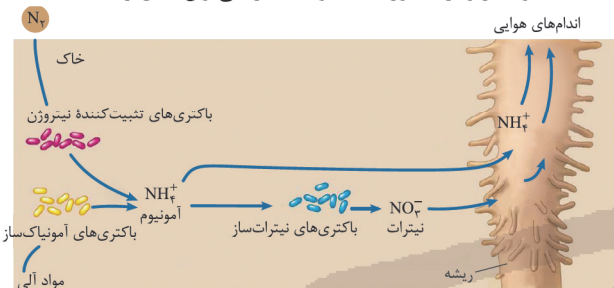 اندام‌های هوایی
N۲
خاک
باکتری‌های تثبیت‌کنندهٔ نیتروژن
NH۴+
NH۴+
آمونیوم
باکتری‌های آمونیاک‌ساز
باکتری‌های نیترات‌ساز
NO۳−
نیترات
ریشه
مواد آلی